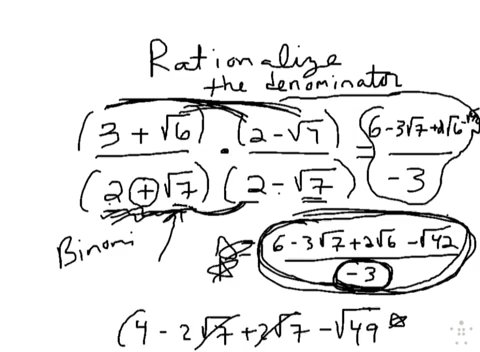 Rationalize
the denominator
(3 + √6) · (2 - √7) = 6 - 3√7 + 2√6 - √42
(2 + √7) (2 - √7) -3
Binomi
= 6 - 3√7 + 2√6 - √42
-3
(4 - 2√7 + 2√7 - √49